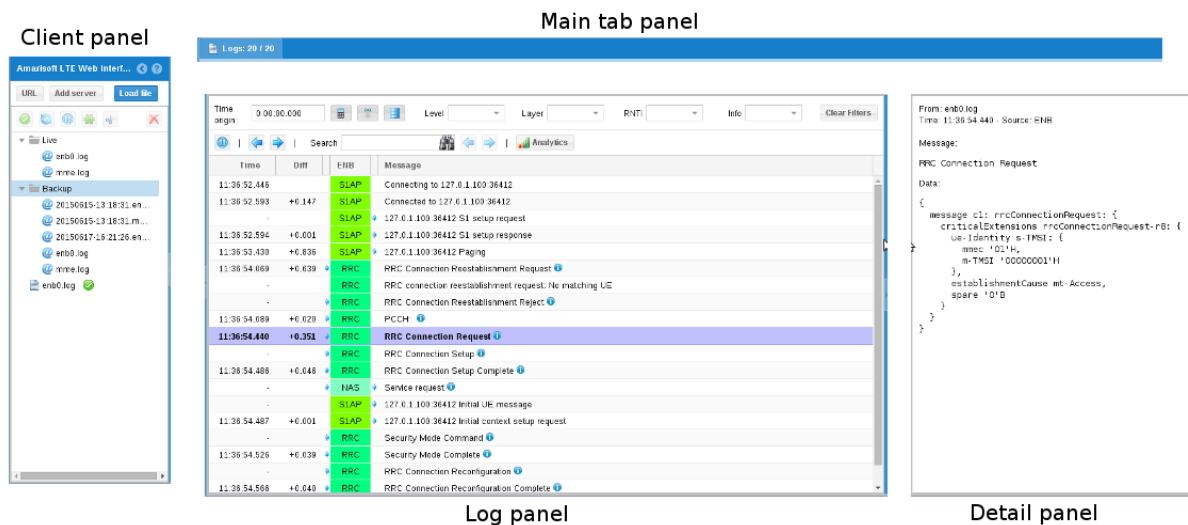 Main tab panel
Client panel
Logs: 20 / 20
Amarisoft LTE Web Interf...
URL Add server Load file
Live
enb0.log
mme.log
Backup
20150615-13:18:31.en...
20150615-13:18:31.m...
20150617-16:21:26.en...
enb0.log
mme.log
enb0.log
Time origin: 0:00:00.000 Level Layer RNTI Info Clear Filters
Search Analytics
Time Diff ENB Message
11:36:52.446 S1AP Connecting to 127.0.1.100:36412
11:36:52.593 +0.147 S1AP Connected to 127.0.1.100:36412
- S1AP 127.0.1.100:36412 S1 setup request
11:36:52.594 +0.001 S1AP 127.0.1.100:36412 S1 setup response
11:36:53.430 +0.836 S1AP 127.0.1.100:36412 Paging
11:36:54.069 +0.639 RRC RRC Connection Reestablishment Request
- RRC RRC connection reestablishment request: No matching UE
- RRC RRC Connection Reestablishment Reject
11:36:54.089 +0.020 RRC PCCH
11:36:54.440 +0.351 RRC RRC Connection Request
- RRC RRC Connection Setup
11:36:54.486 +0.046 RRC RRC Connection Setup Complete
- NAS Service request
- S1AP 127.0.1.100:36412 Initial UE message
11:36:54.487 +0.001 S1AP 127.0.1.100:36412 Initial context setup request
- RRC Security Mode Command
11:36:54.526 +0.039 RRC Security Mode Complete
- RRC RRC Connection Reconfiguration
11:36:54.566 +0.040 RRC RRC Connection Reconfiguration Complete
From: enb0.log
Time: 11:36:54.440 - Source: ENB
Message:
RRC Connection Request
Data:
{
message c1: rrcConnectionRequest: {
criticalExtensions rrcConnectionRequest-r8: {
ue-Identity s-TMSI: {
mmec '01'H,
m-TMSI '00000001'H
},
establishmentCause mt-Access,
spare '0'B
}
}
}
Log panel
Detail panel